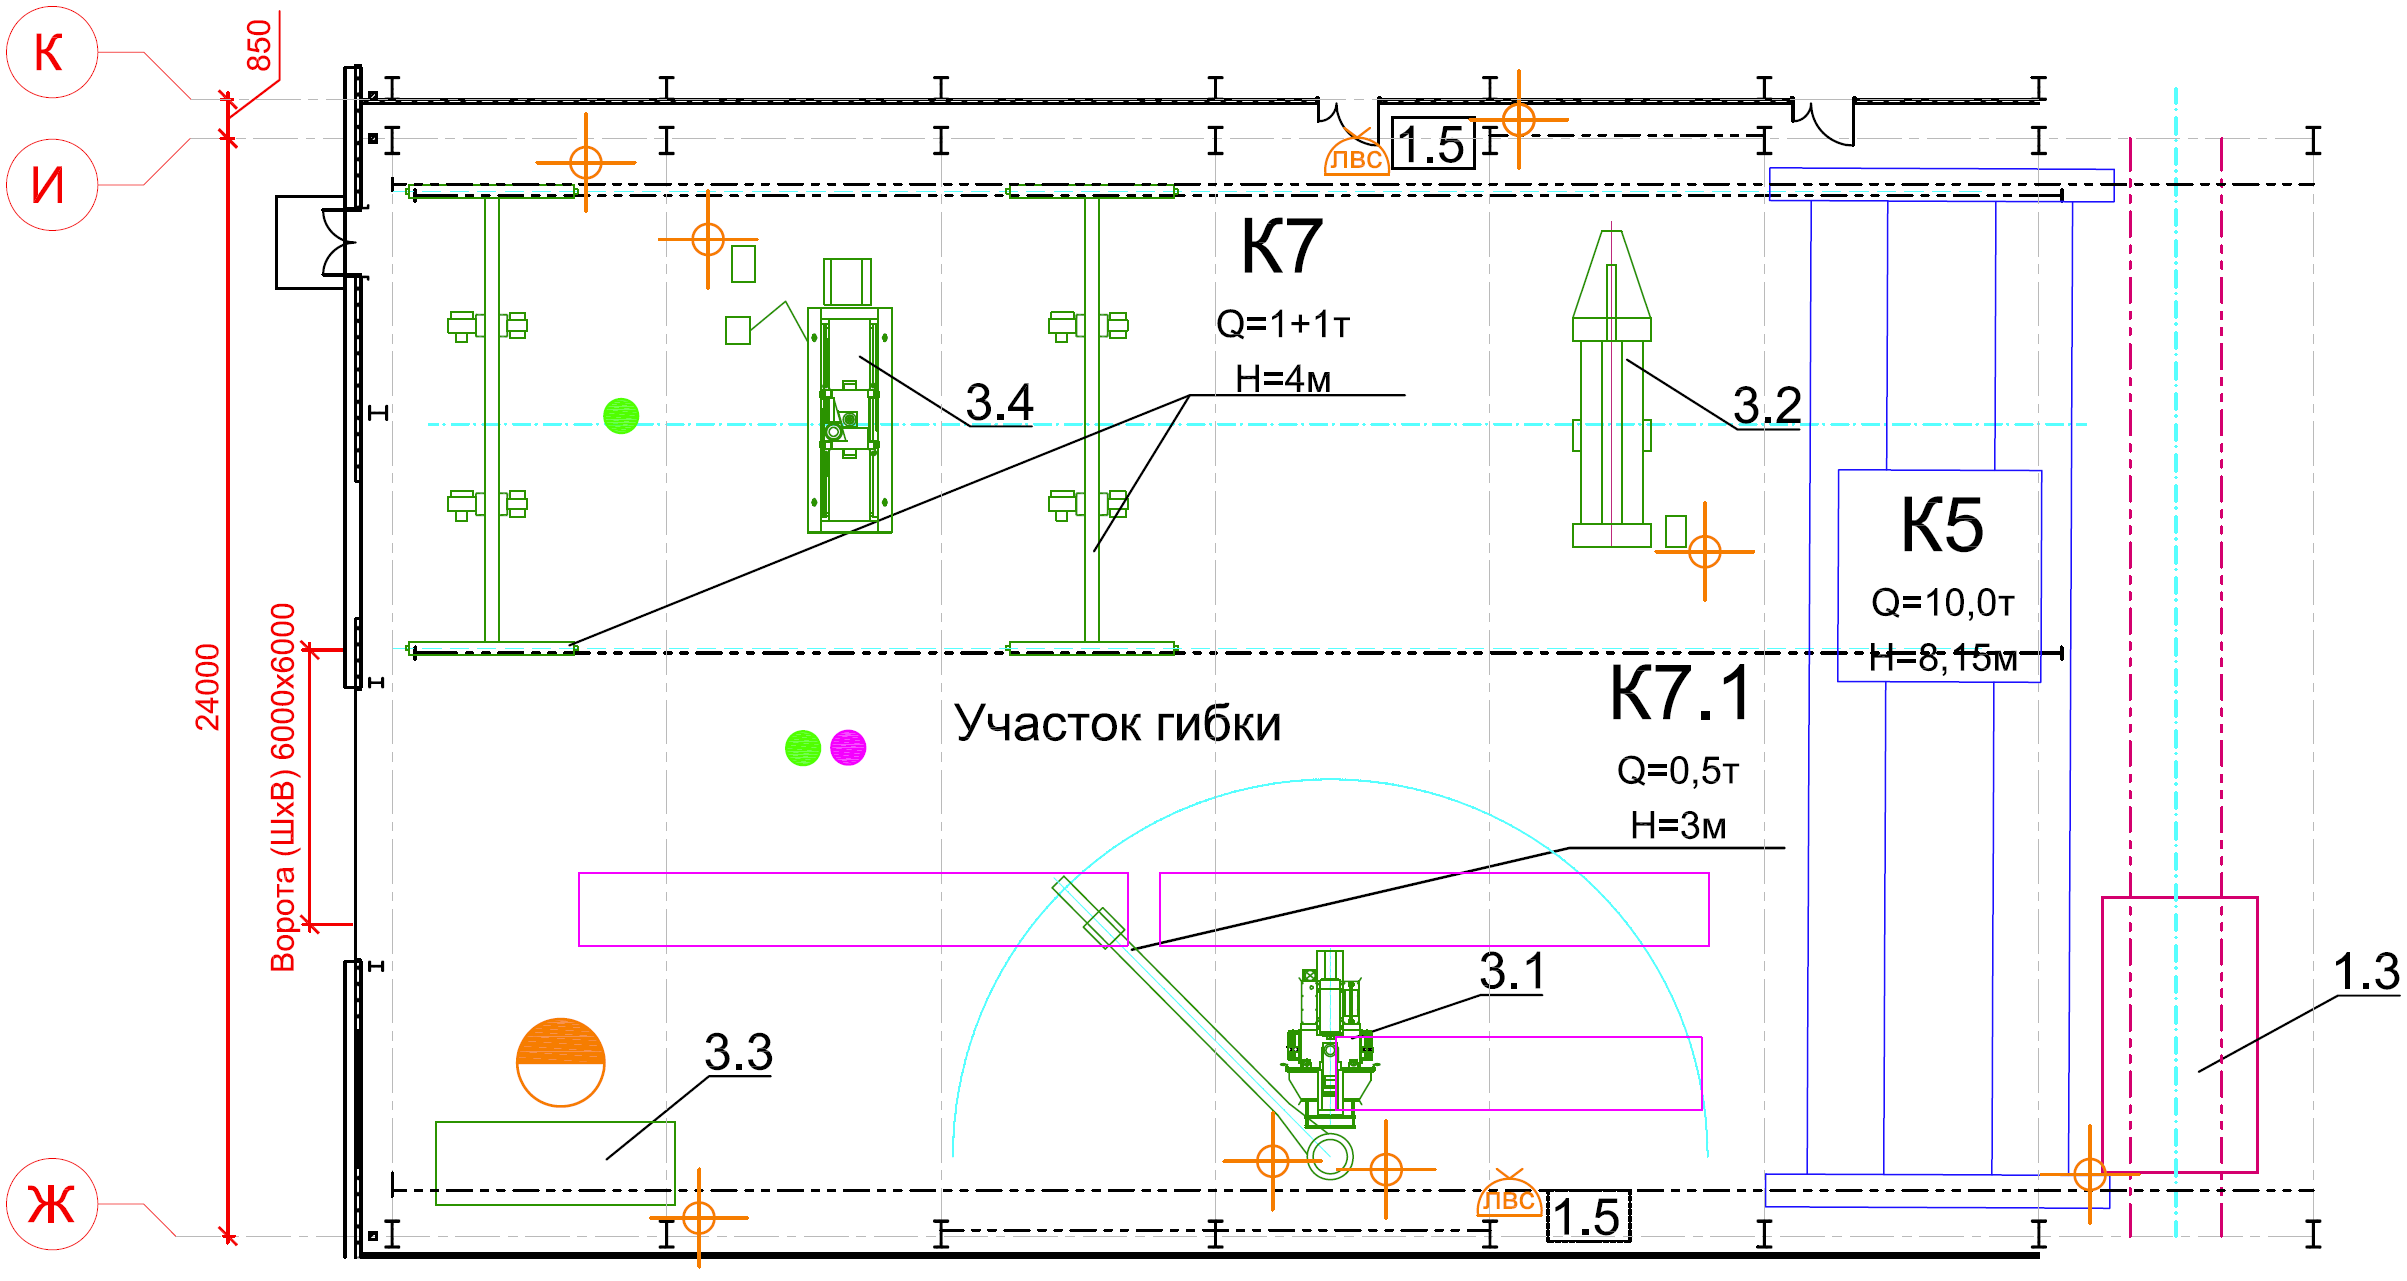 К
850
И
ЛВС
1.5
К7
Q=1+1т
Н=4м
3.4
3.2
К5
Q=10,0т
Н=8,15м
24000
Ворота (ШхВ) 6000х6000
К7.1
Q=0,5т
Н=3м
Участок гибки
3.1
1.3
3.3
Ж
ЛВС
1.5